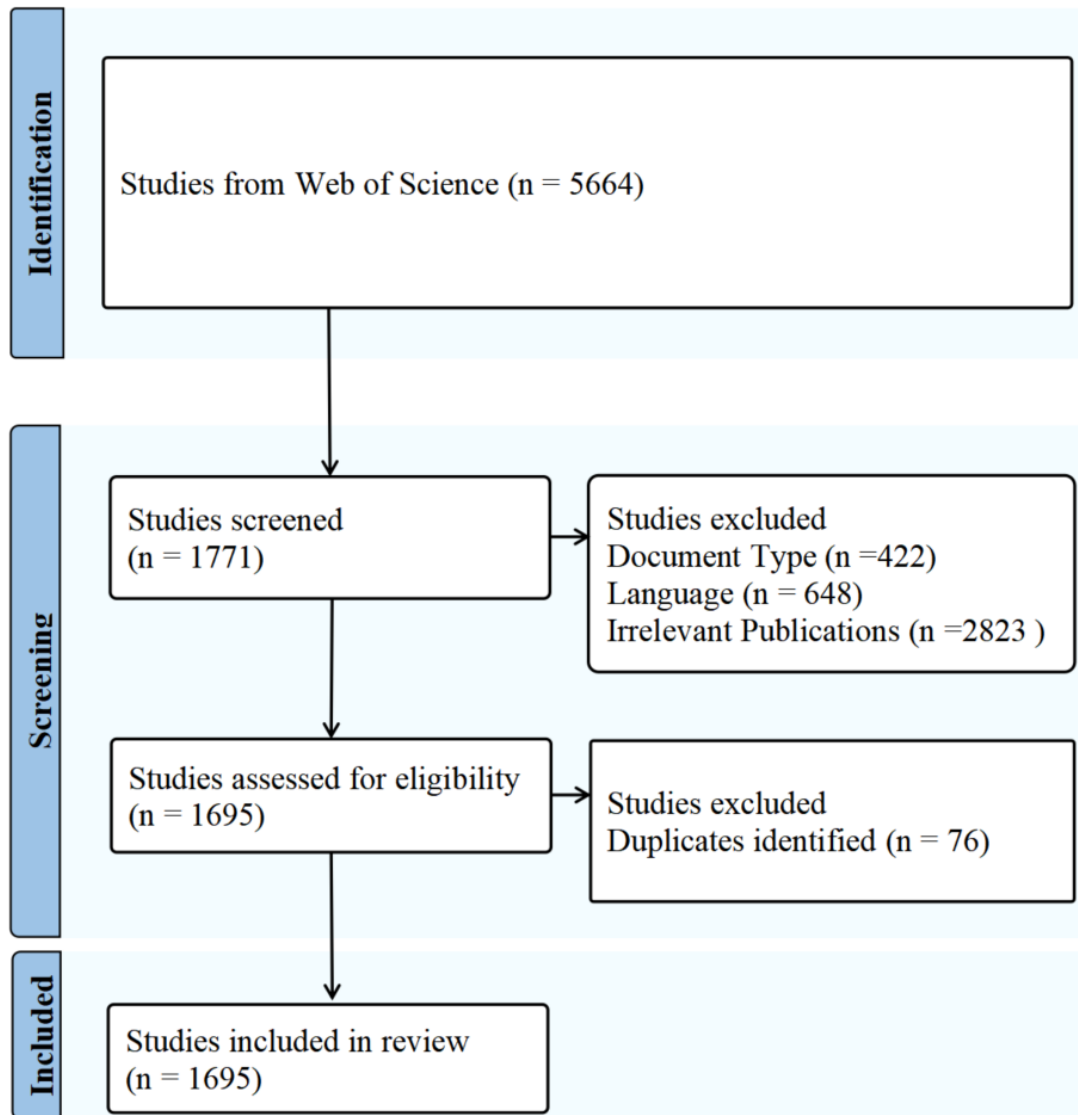 Identification
Studies from Web of Science (n = 5664)
Screening
Studies screened
(n = 1771)
Studies excluded
Document Type (n =422)
Language (n = 648)
Irrelevant Publications (n =2823 )
Studies assessed for eligibility
(n = 1695)
Studies excluded
Duplicates identified (n = 76)
Included
Studies included in review
(n = 1695)